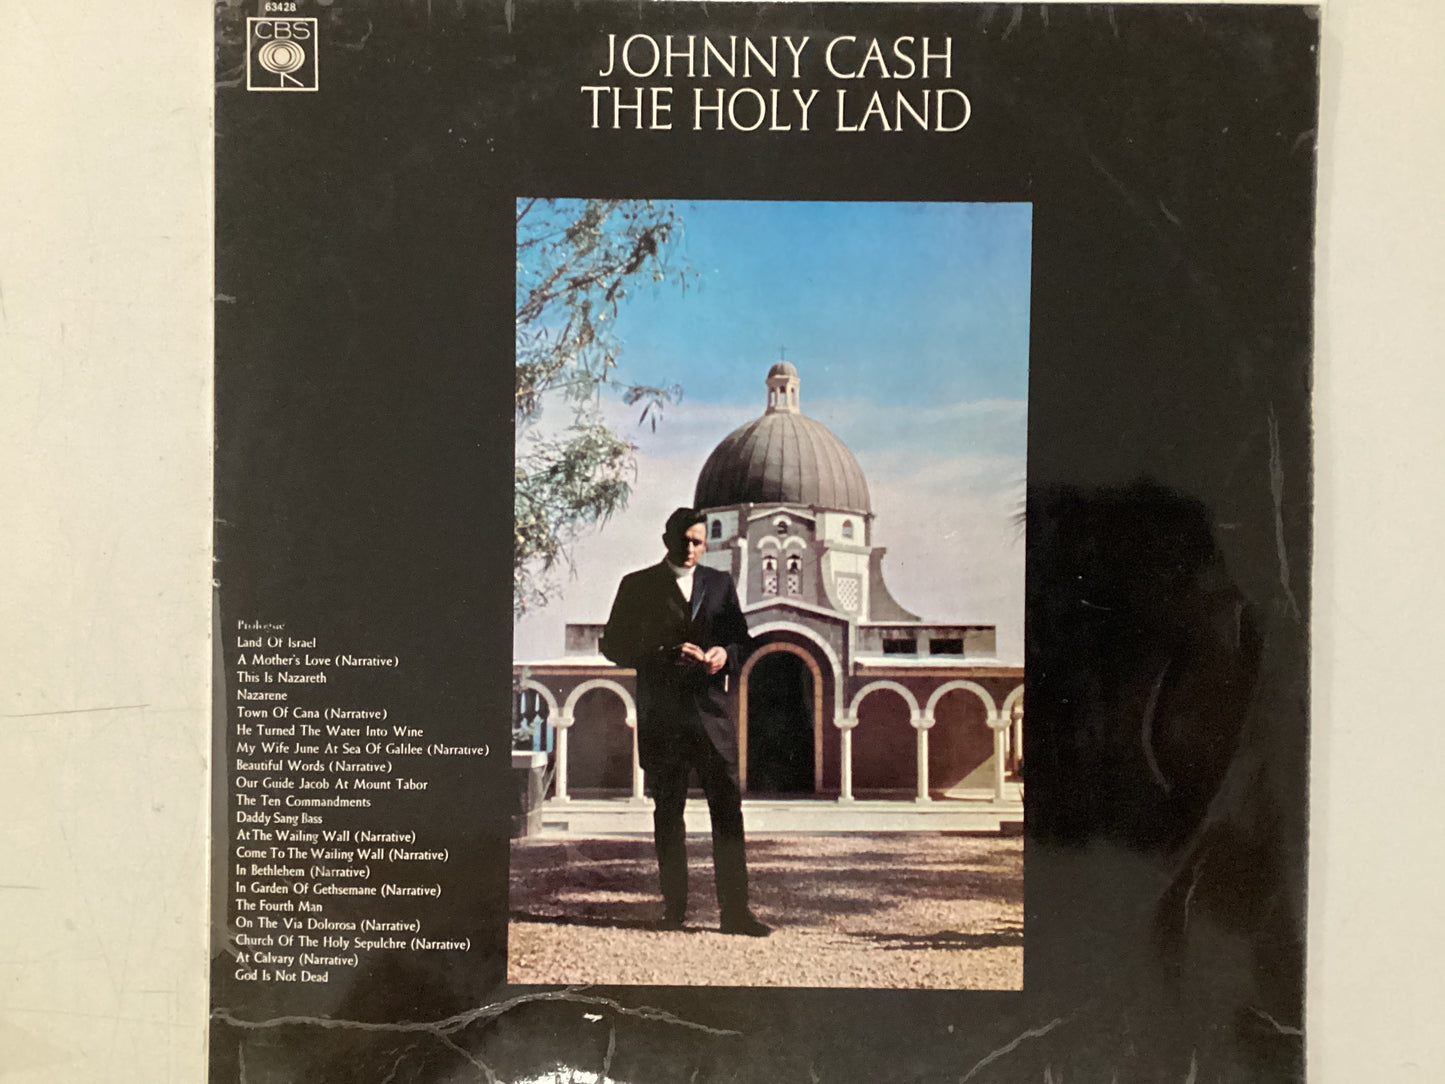 63428
CBS
JOHNNY CASH
THE HOLY LAND
Prologue
Land Of Israel
A Mother's Love (Narrative)
This Is Nazareth
Nazarene
Town Of Cana (Narrative)
He Turned The Water Into Wine
My Wife June At Sea Of Galilee (Narrative)
Beautiful Words (Narrative)
Our Guide Jacob At Mount Tabor
The Ten Commandments
Daddy Sang Bass
At The Wailing Wall (Narrative)
Come To The Wailing Wall (Narrative)
In Bethlehem (Narrative)
In Garden Of Gethsemane (Narrative)
The Fourth Man
On The Via Dolorosa (Narrative)
Church Of The Holy Sepulchre (Narrative)
At Calvary (Narrative)
God Is Not Dead